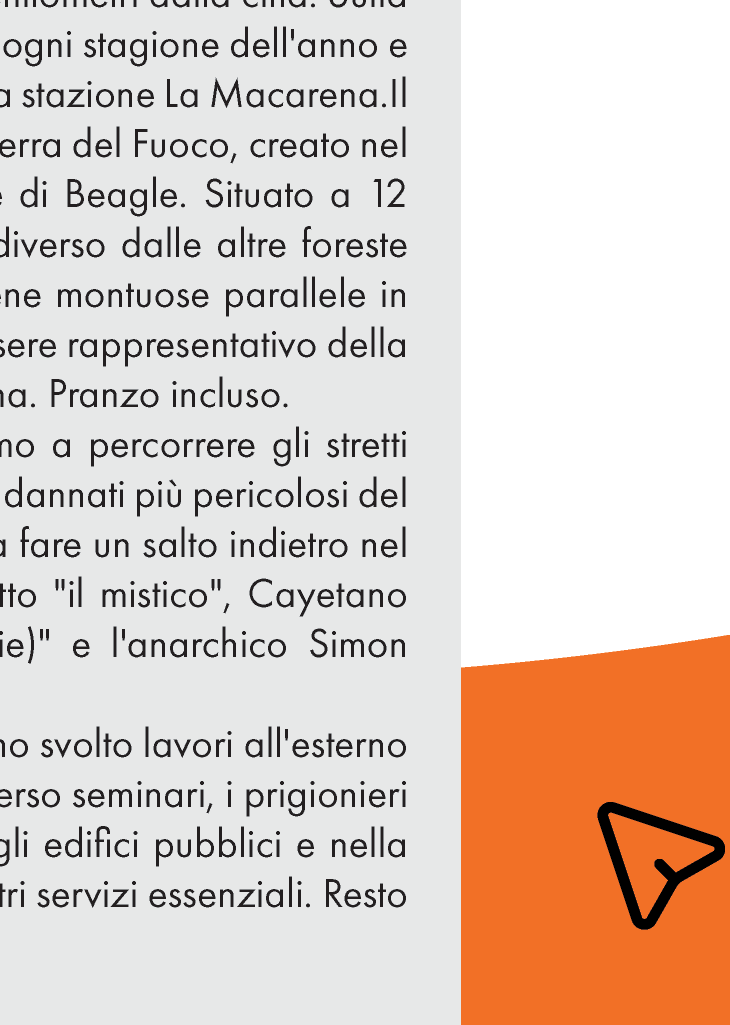 ogni stagione dell'anno e
a stazione La Macarena.Il
erra del Fuoco, creato nel
di Beagle. Situato a 12
diverso dalle altre foreste
ene montuose parallele in
sere rappresentativo della
na. Pranzo incluso.
mo a percorrere gli stretti
dannati più pericolosi del
a fare un salto indietro nel
tto "il mistico", Cayetano
ie)" e l'anarchico Simon
no svolto lavori all'esterno
erso seminari, i prigionieri
gli edifici pubblici e nella
tri servizi essenziali. Resto